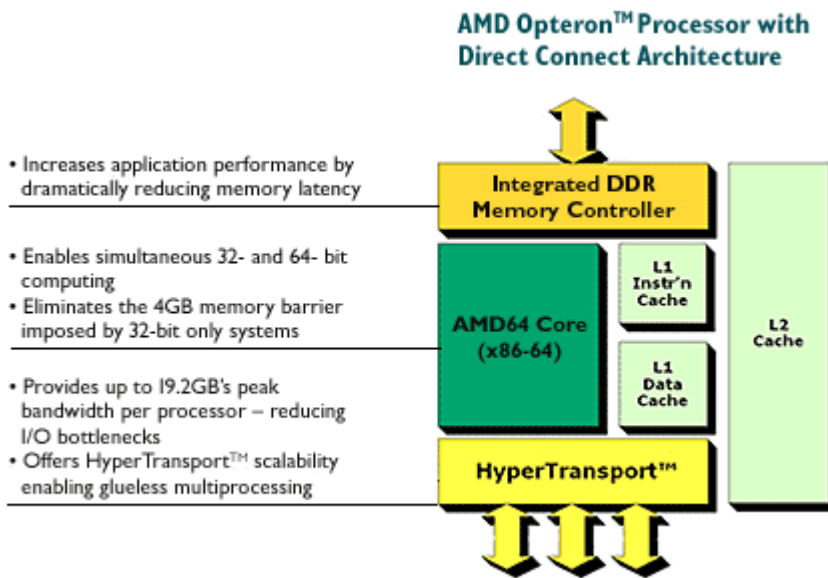 AMD Opteron™ Processor with
Direct Connect Architecture
• Increases application performance by
dramatically reducing memory latency
Integrated DDR
Memory Controller
• Enables simultaneous 32- and 64- bit
computing
• Eliminates the 4GB memory barrier
imposed by 32-bit only systems
AMD64 Core
(x86-64)
L1
Instr'n
Cache
L1
Data
Cache
L2
Cache
• Provides up to 19.2GB's peak
bandwidth per processor – reducing
I/O bottlenecks
• Offers HyperTransport™ scalability
enabling glueless multiprocessing
HyperTransport™